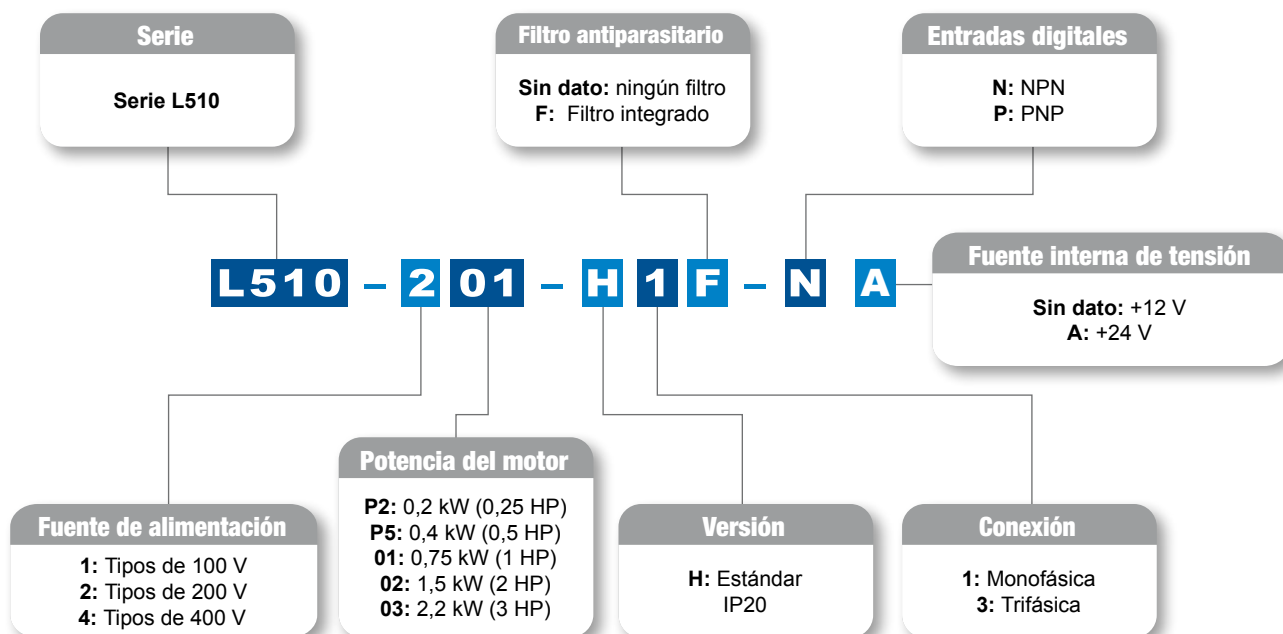 Serie
Serie L510
Filtro antiparasitario
Sin dato: ningún filtro
F: Filtro integrado
Entradas digitales
N: NPN
P: PNP
L510 – 2 01 – H 1 F – N A
Fuente interna de tensión
Sin dato: +12 V
A: +24 V
Fuente de alimentación
1: Tipos de 100 V
2: Tipos de 200 V
4: Tipos de 400 V
Potencia del motor
P2: 0,2 kW (0,25 HP)
P5: 0,4 kW (0,5 HP)
01: 0,75 kW (1 HP)
02: 1,5 kW (2 HP)
03: 2,2 kW (3 HP)
Versión
H: Estándar
IP20
Conexión
1: Monofásica
3: Trifásica